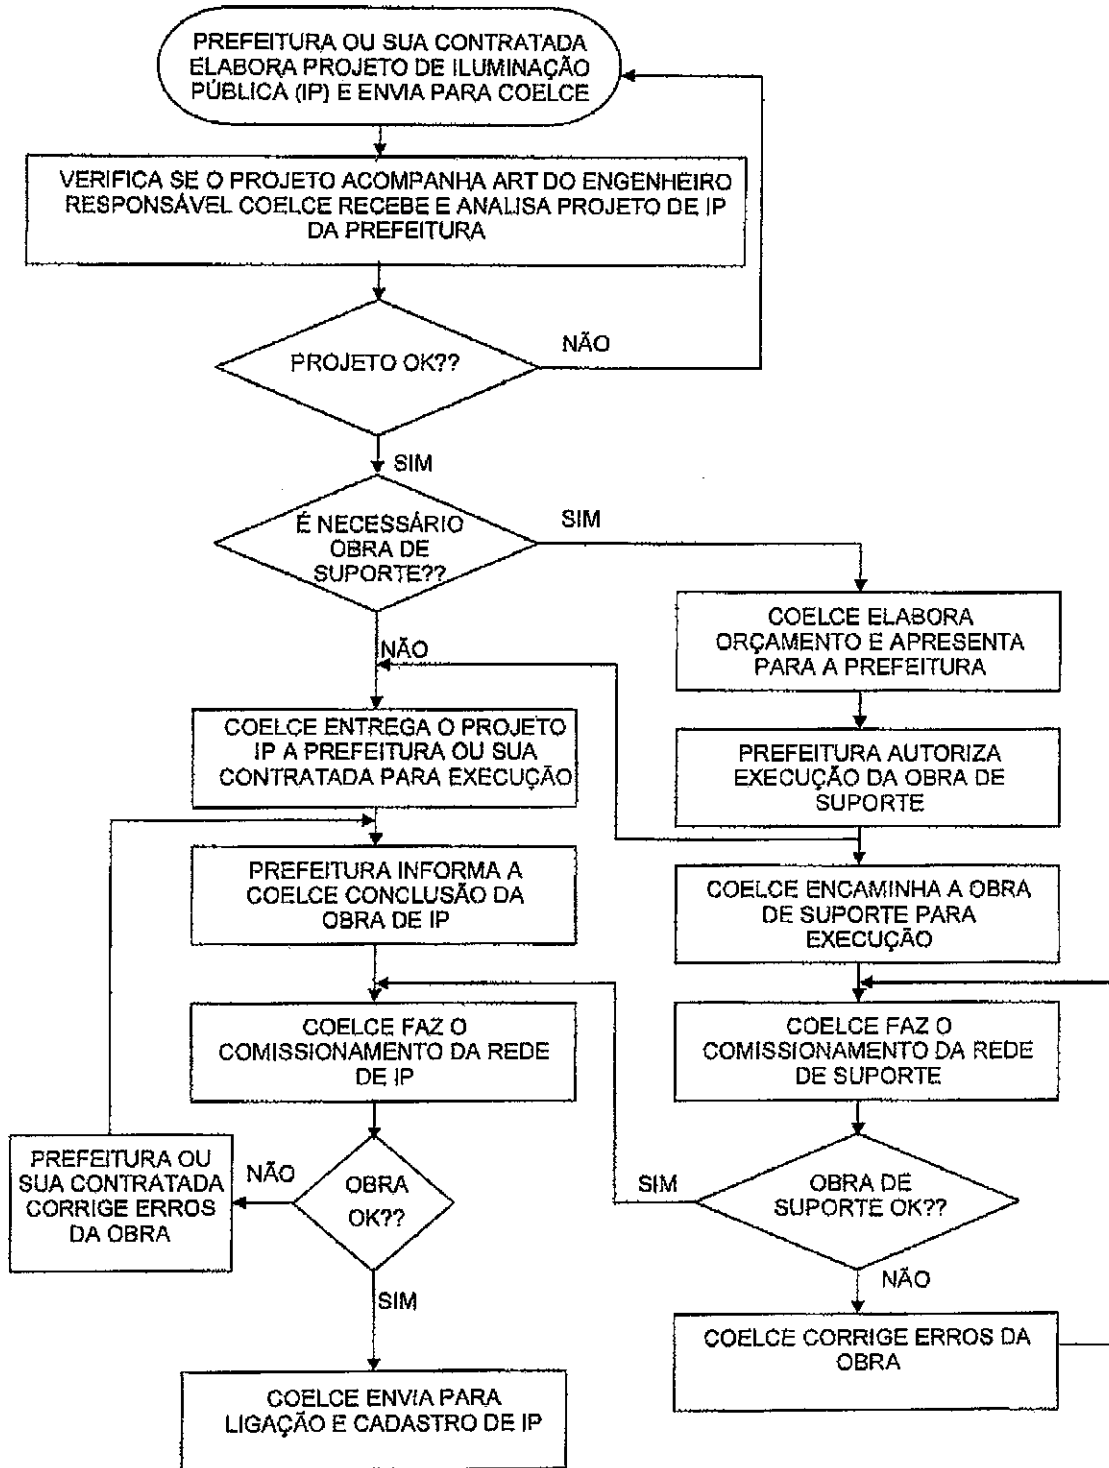 PREFEITURA OU SUA CONTRATADA
ELABORA PROJETO DE ILUMINAÇÃO
PÚBLICA (IP) E ENVIA PARA COELCE
VERIFICA SE O PROJETO ACOMPANHA ART DO ENGENHEIRO
RESPONSÁVEL COELCE RECEBE E ANALISA PROJETO DE IP
DA PREFEITURA
PROJETO OK??
NÃO
SIM
É NECESSÁRIO
OBRA DE
SUPORTE??
SIM
NÃO
COELCE ELABORA
ORÇAMENTO E APRESENTA
PARA A PREFEITURA
COELCE ENTREGA O PROJETO
IP A PREFEITURA OU SUA
CONTRATADA PARA EXECUÇÃO
PREFEITURA AUTORIZA
EXECUÇÃO DA OBRA DE
SUPORTE
PREFEITURA INFORMA A
COELCE CONCLUSÃO DA
OBRA DE IP
COELCE ENCAMINHA A OBRA
DE SUPORTE PARA
EXECUÇÃO
COELCE FAZ O
COMISSIONAMENTO DA REDE
DE IP
COELCE FAZ O
COMISSIONAMENTO DA REDE
DE SUPORTE
PREFEITURA OU
SUA CONTRATADA
CORRIGE ERROS
DA OBRA
NÃO
OBRA
OK??
SIM
OBRA DE
SUPORTE OK??
NÃO
SIM
COELCE CORRIGE ERROS DA
OBRA
COELCE ENVIA PARA
LIGAÇÃO E CADASTRO DE IP